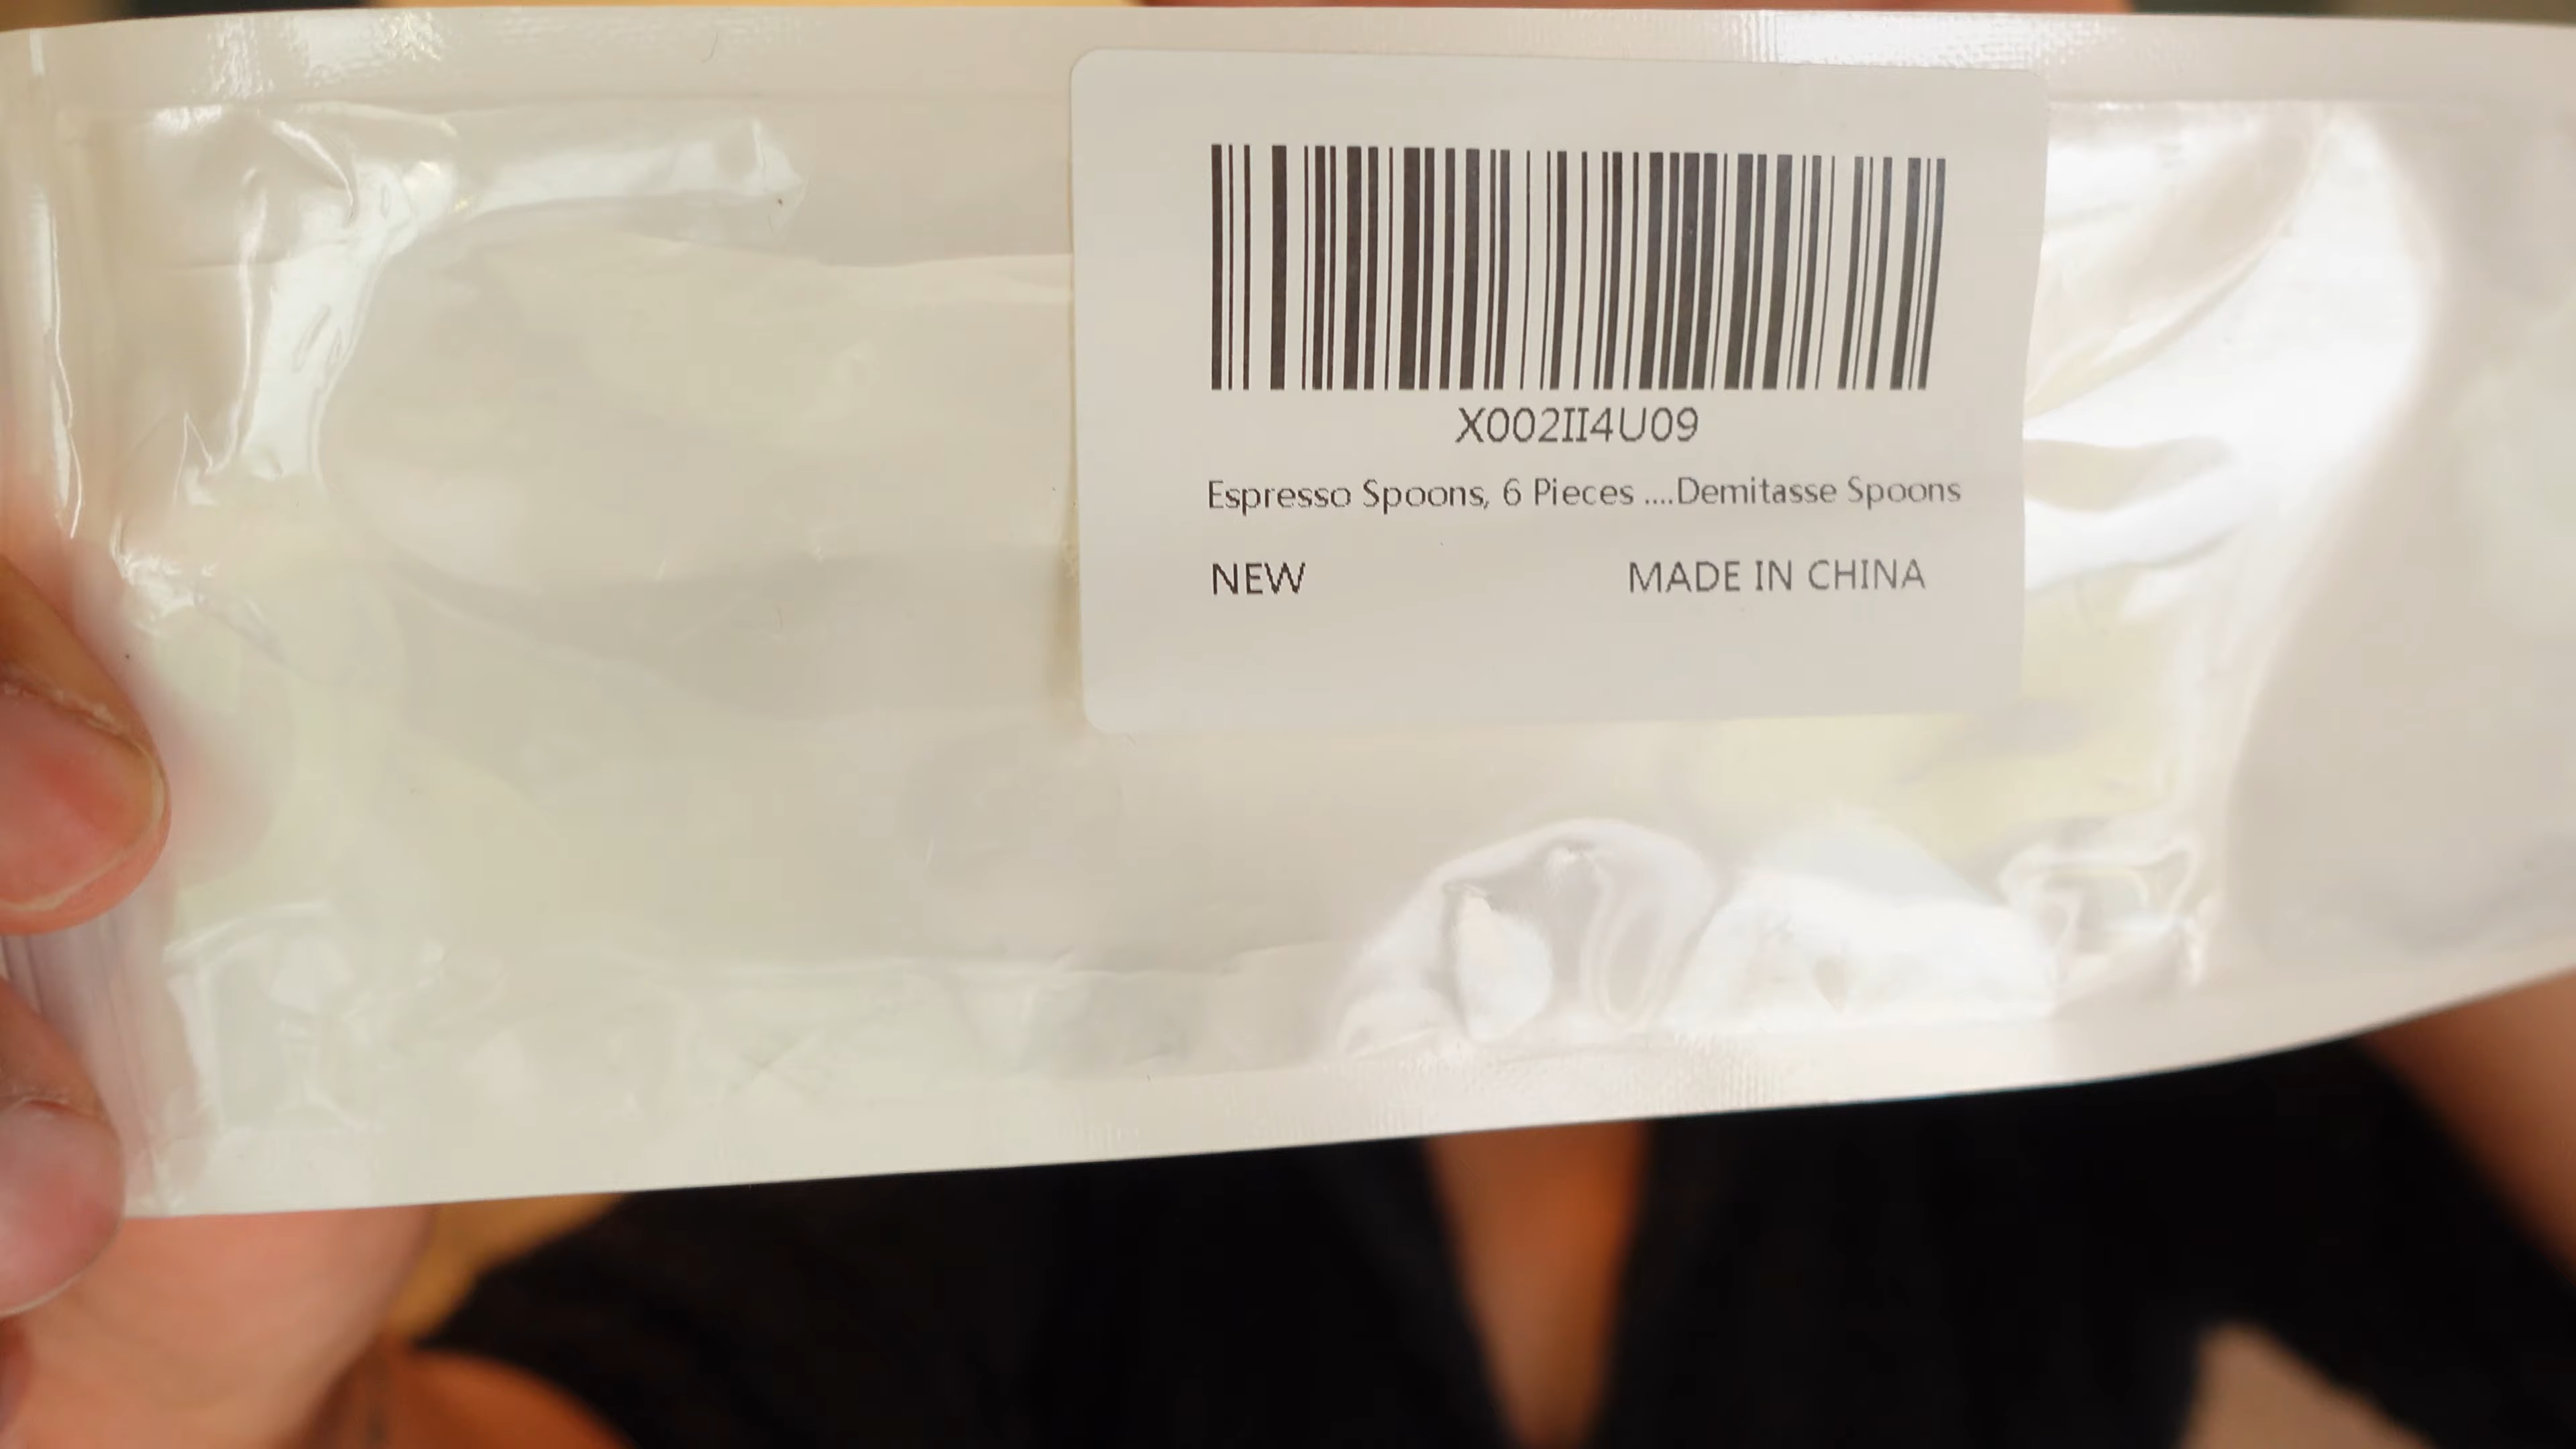 X002II4U09
Espresso Spoons, 6 Pieces ....Demitasse Spoons
NEW MADE IN CHINA